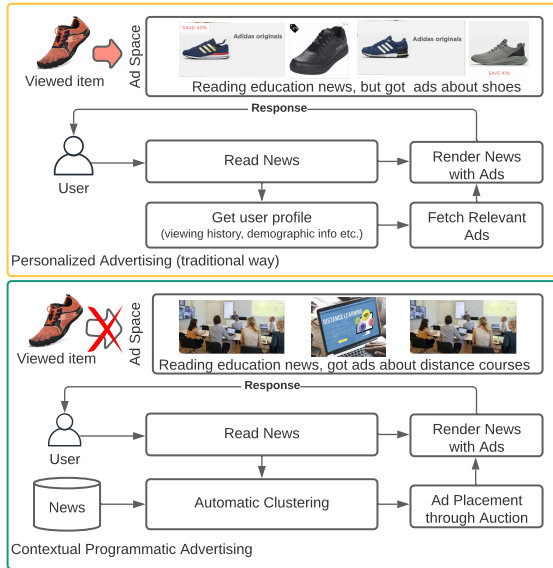 SAVE 40%
Adidas originals
Adidas originals
SAVE 41%
Ad Space
Viewed item
Reading education news, but got ads about shoes
Response
User
Read News
Render News
with Ads
Get user profile
(viewing history, demographic info etc.)
Fetch Relevant
Ads
Personalized Advertising (traditional way)
Ad Space
DISTANCE LEARNING
Viewed item
Reading education news, got ads about distance courses
Response
User
Read News
Render News
with Ads
News
Automatic Clustering
Ad Placement
through Auction
Contextual Programmatic Advertising